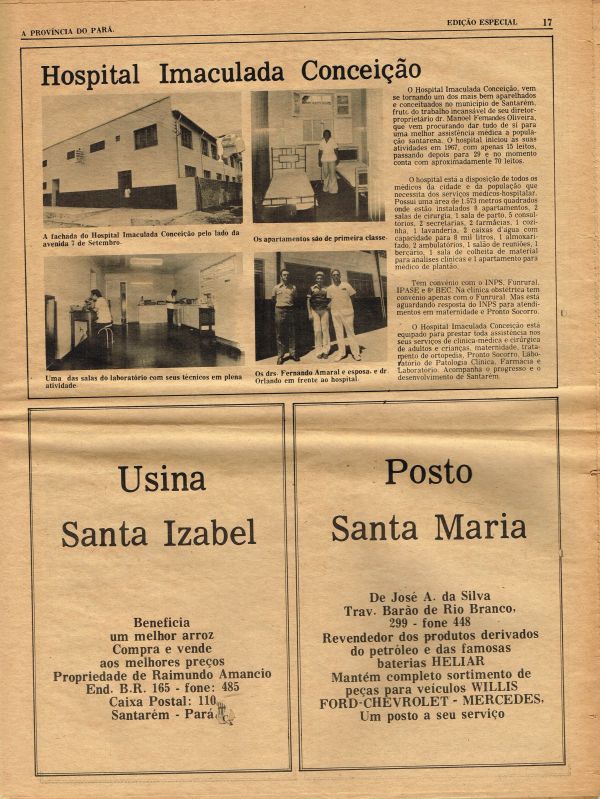 A PROVÍNCIA DO PARÁ.
EDIÇÃO ESPECIAL 17
Hospital Imaculada Conceição
A fachada do Hospital Imaculada Conceição pelo lado da
avenida 7 de Setembro.
Os apartamentos são de primeira classe.
Uma das salas do laboratório com seus técnicos em plena
atividade
Os drs. Fernando Amaral e esposa, e dr.
Orlando em frente ao hospital.
O Hospital Imaculada Conceição, vem
se tornando um dos mais bem aparelhados
e conceituados no município de Santarém,
fruto do trabalho incansável de seu diretor-
proprietário dr. Manoel Fernandes Oliveira,
que vem procurando dar tudo de si para
uma melhor assistência médica a popula-
ção santarena. O hospital iniciou as suas
atividades em 1967, com apenas 15 leitos,
passando depois para 29 e no momento
conta com aproximadamente 70 leitos.
O hospital está a disposição de todos os
médicos da cidade e da população que
necessita dos serviços médicos-hospitalar.
Possui uma área de 1.573 metros quadrados
onde estão instalados 8 apartamentos, 2
salas de cirurgia, 1 sala de parto, 5 consul-
tórios, 2 secretarias, 2 farmácias, 1 cozi-
nha, 1 lavanderia, 2 caixas d'água com
capacidade para 8 mil litros, 1 almoxari-
fado, 2 ambulatórios, 1 salão de reuniões, 1
berçario, 1 sala de colheita de material
para analises clínicas e 1 apartamento para
médico de plantão.
Tem convênio com o INPS, Funrural,
IPASE e 8º BEC. Na clínica obstétrica tem
convênio apenas com o Funrural. Mas está
aguardando resposta do INPS para atendi-
mentos em maternidade e Pronto Socorro.
O Hospital Imaculada Conceição está
equipado para prestar toda assistência nos
seus serviços de clínica-médica e cirúrgica
de adultos e crianças, maternidade, trata-
mento de ortopedia, Pronto Socorro, Labo-
ratório de Patologia Clínica, Farmácia e
Laboratório. Acompanha o progresso e o
desenvolvimento de Santarém.
Usina
Santa Izabel
Beneficia
um melhor arroz
Compra e vende
aos melhores preços
Propriedade de Raimundo Amancio
End. B.R. 165 - fone: 485
Caixa Postal: 110
Santarém - Pará
Posto
Santa Maria
De José A. da Silva
Trav. Barão de Rio Branco,
299 - fone 448
Revendedor dos produtos derivados
do petróleo e das famosas
baterias HELIAR
Mantém completo sortimento de
peças para veículos WILLIS
FORD-CHEVROLET - MERCEDES,
Um posto a seu serviço